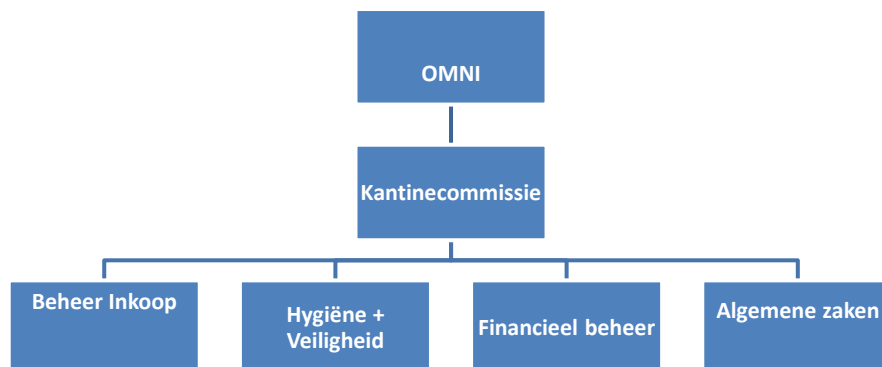 OMNI
Kantinecommissie
Beheer Inkoop
Hygiëne +
Veiligheid
Financieel beheer
Algemene zaken